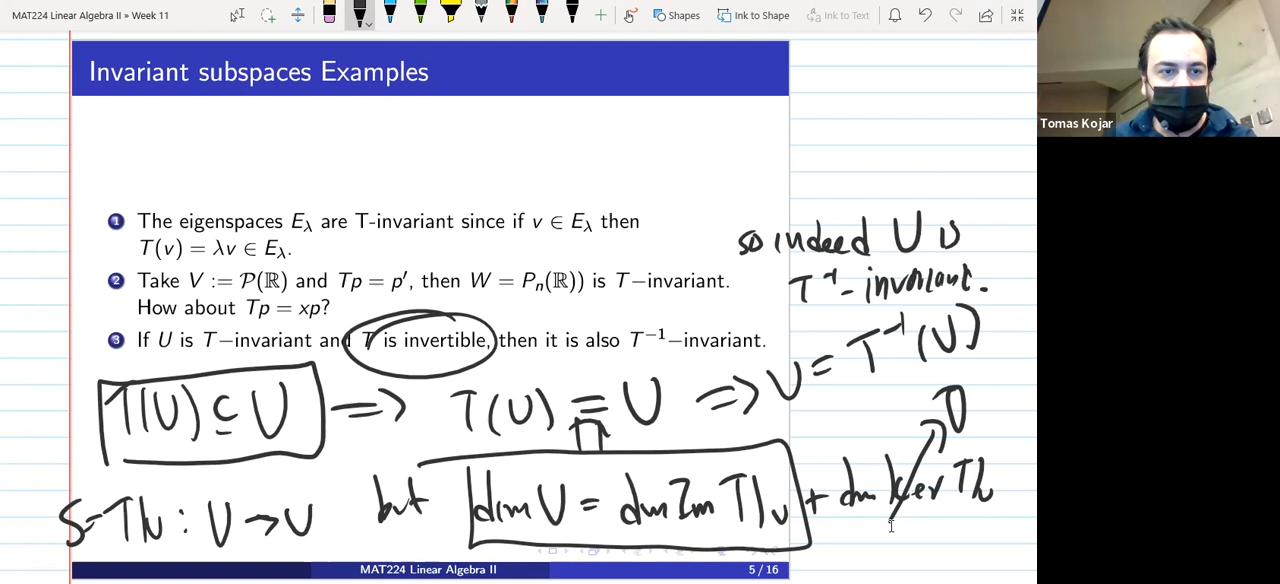 MAT224 Linear Algebra II » Week 11
Shapes
Ink to Shape
Ink to Text
Tomas Kojar
Invariant subspaces Examples
1 The eigenspaces E_λ are T-invariant since if v ∈ E_λ then
T(v) = λv ∈ E_λ.
2 Take V := P(ℝ) and Tp = p′, then W = P_n(ℝ)) is T−invariant.
How about Tp = xp?
3 If U is T−invariant and T is invertible, then it is also T⁻¹−invariant.
so indeed U is
T⁻¹-invariant.
T(U) ⊆ U ⟹ T(U) = U ⟹ U = T⁻¹(U)
0
S=T|_U : U → U but dim U = dim Im T|_U + dim ker T|_U
MAT224 Linear Algebra II 5 / 16